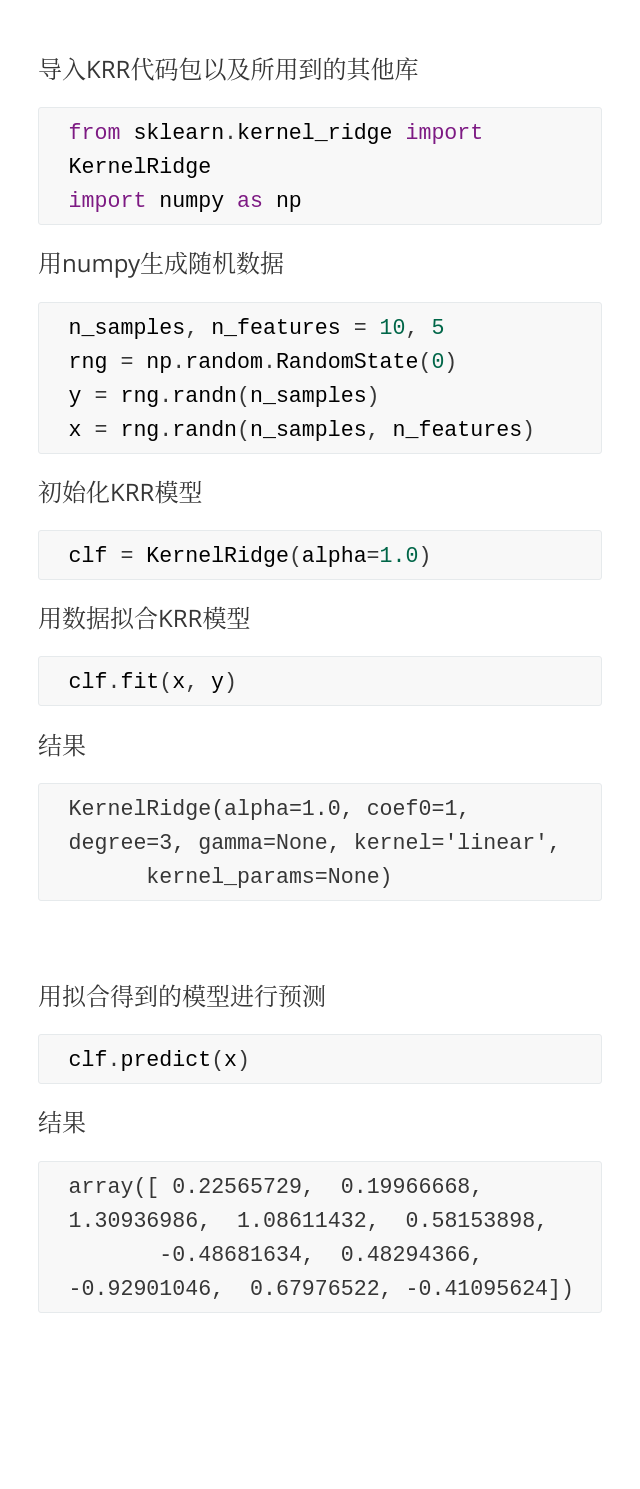 导入KRR代码包以及所用到的其他库
from sklearn.kernel_ridge import
KernelRidge
import numpy as np
用numpy生成随机数据
n_samples, n_features = 10, 5
rng = np.random.RandomState(0)
y = rng.randn(n_samples)
x = rng.randn(n_samples, n_features)
初始化KRR模型
clf = KernelRidge(alpha=1.0)
用数据拟合KRR模型
clf.fit(x, y)
结果
KernelRidge(alpha=1.0, coef0=1,
degree=3, gamma=None, kernel='linear',
      kernel_params=None)
用拟合得到的模型进行预测
clf.predict(x)
结果
array([ 0.22565729,  0.19966668,
1.30936986,  1.08611432,  0.58153898,
       -0.48681634,  0.48294366,
-0.92901046,  0.67976522, -0.41095624])